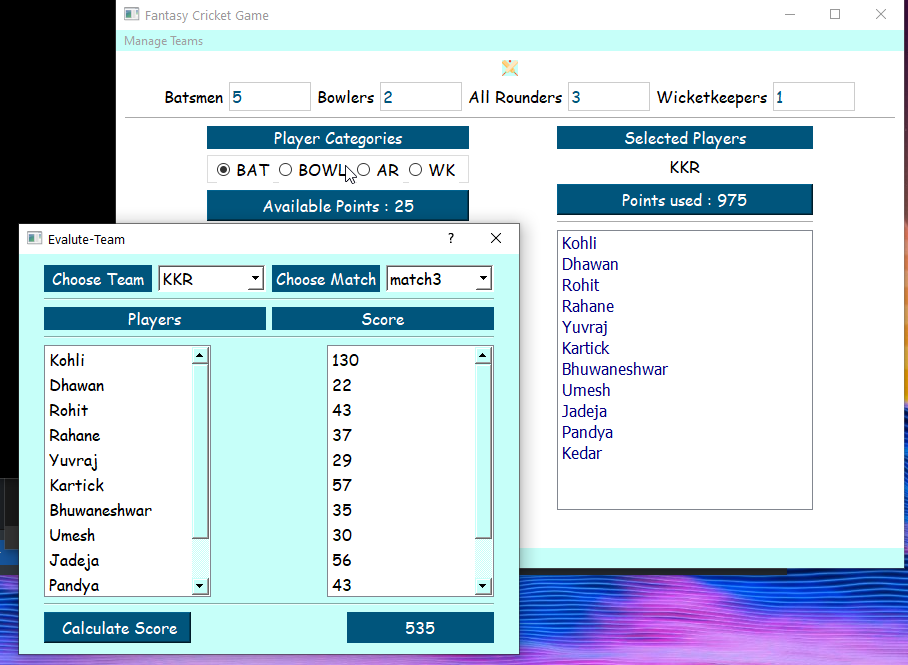 Fantasy Cricket Game
Manage Teams
Batsmen 5 Bowlers 2 All Rounders 3 Wicketkeepers 1
Player Categories
BAT BOWL AR WK
Available Points : 25
Selected Players
KKR
Points used : 975
Kohli
Dhawan
Rohit
Rahane
Yuvraj
Kartick
Bhuwaneshwar
Umesh
Jadeja
Pandya
Kedar
Evalute-Team
?
Choose Team KKR Choose Match match3
Players Score
Kohli 130
Dhawan 22
Rohit 43
Rahane 37
Yuvraj 29
Kartick 57
Bhuwaneshwar 35
Umesh 30
Jadeja 56
Pandya 43
Calculate Score 535